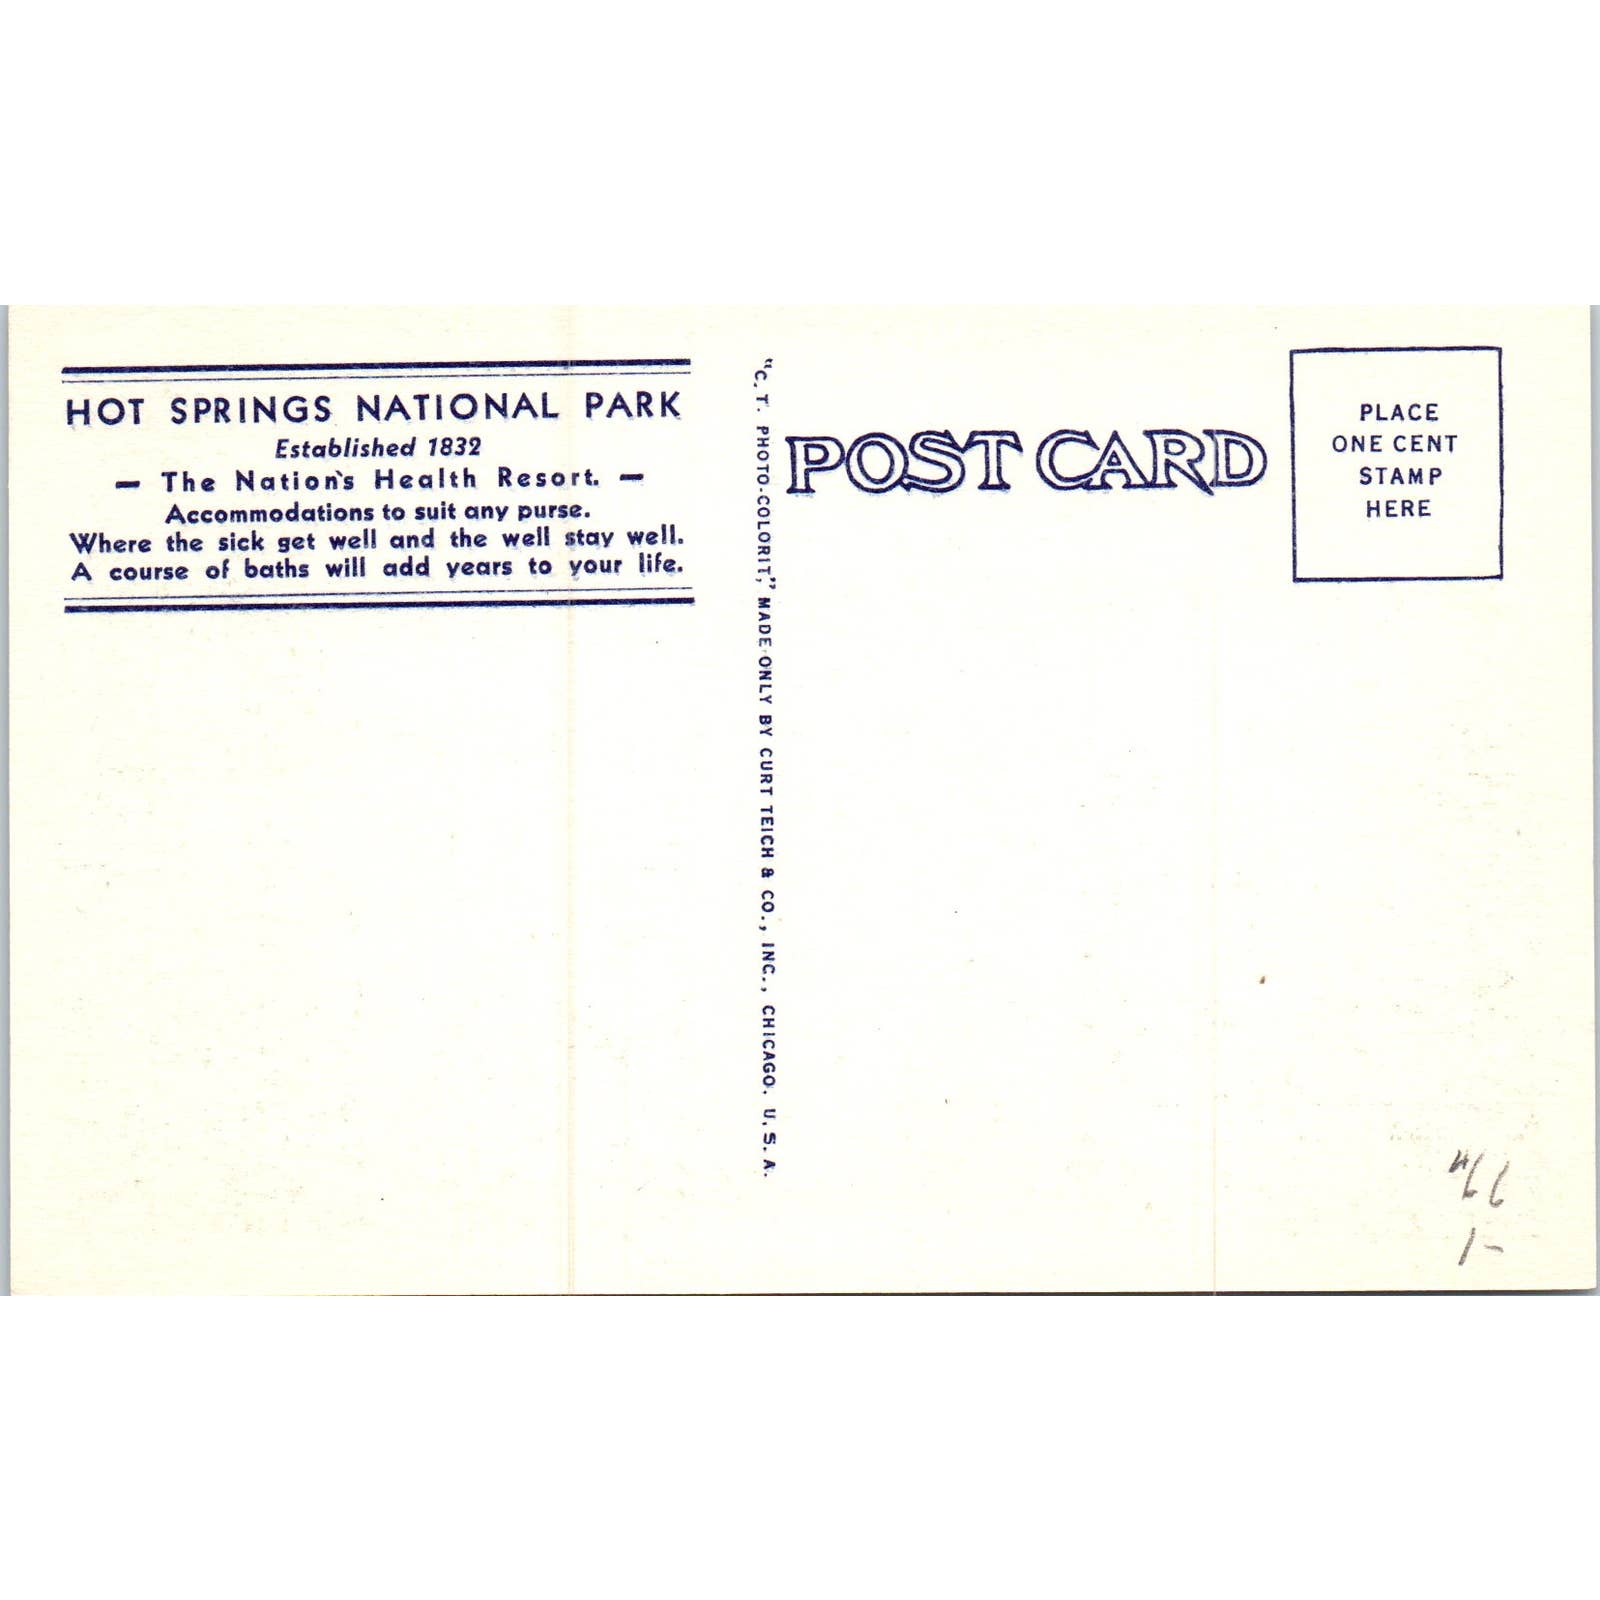 HOT SPRINGS NATIONAL PARK
Established 1832
— The Nation's Health Resort. —
Accommodations to suit any purse.
Where the sick get well and the well stay well.
A course of baths will add years to your life.
"C. T. PHOTO-COLORIT," MADE ONLY BY CURT TEICH & CO., INC., CHICAGO. U. S. A.
POST CARD
PLACE
ONE CENT
STAMP
HERE